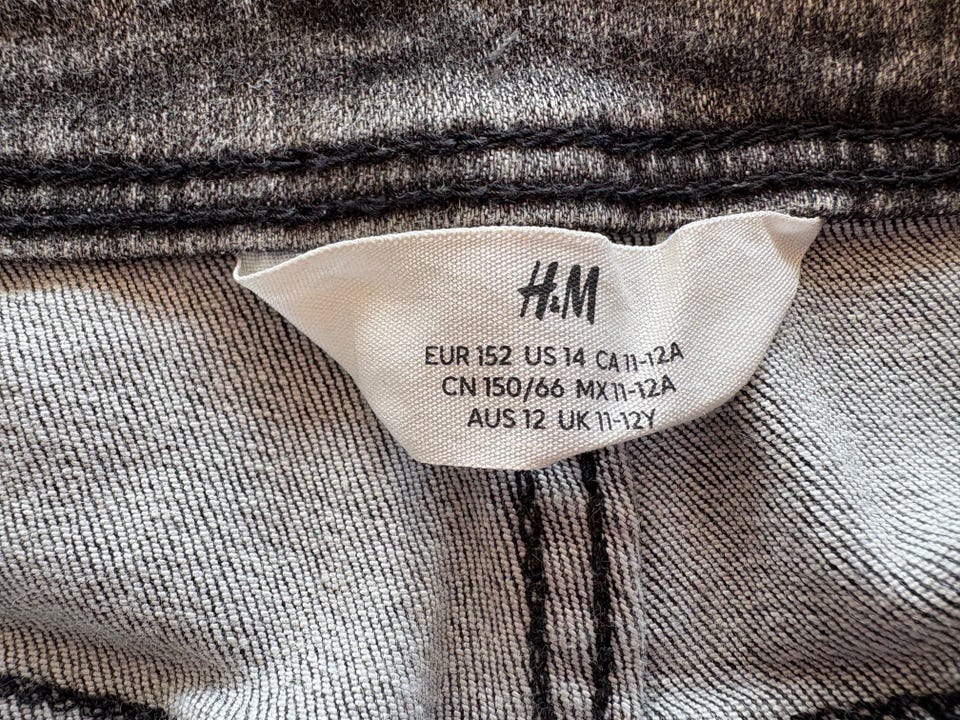 H&M
EUR 152 US 14 CA 11-12A
CN 150/66 MX 11-12A
AUS 12 UK 11-12Y